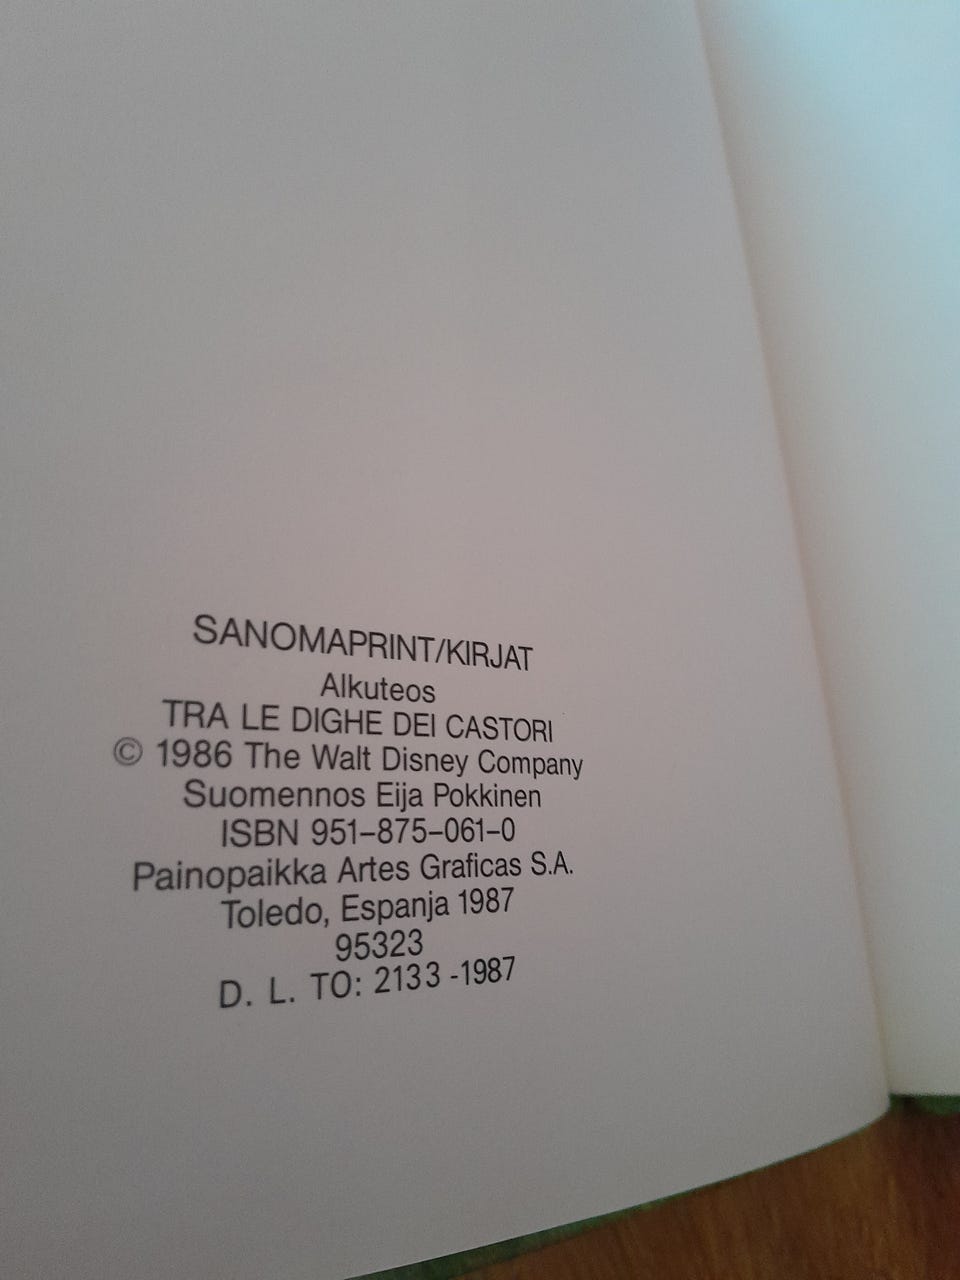 SANOMAPRINT/KIRJAT
Alkuteos
TRA LE DIGHE DEI CASTORI
© 1986 The Walt Disney Company
Suomennos Eija Pokkinen
ISBN 951–875–061–0
Painopaikka Artes Graficas S.A.
Toledo, Espanja 1987
95323
D. L. TO: 2133 -1987